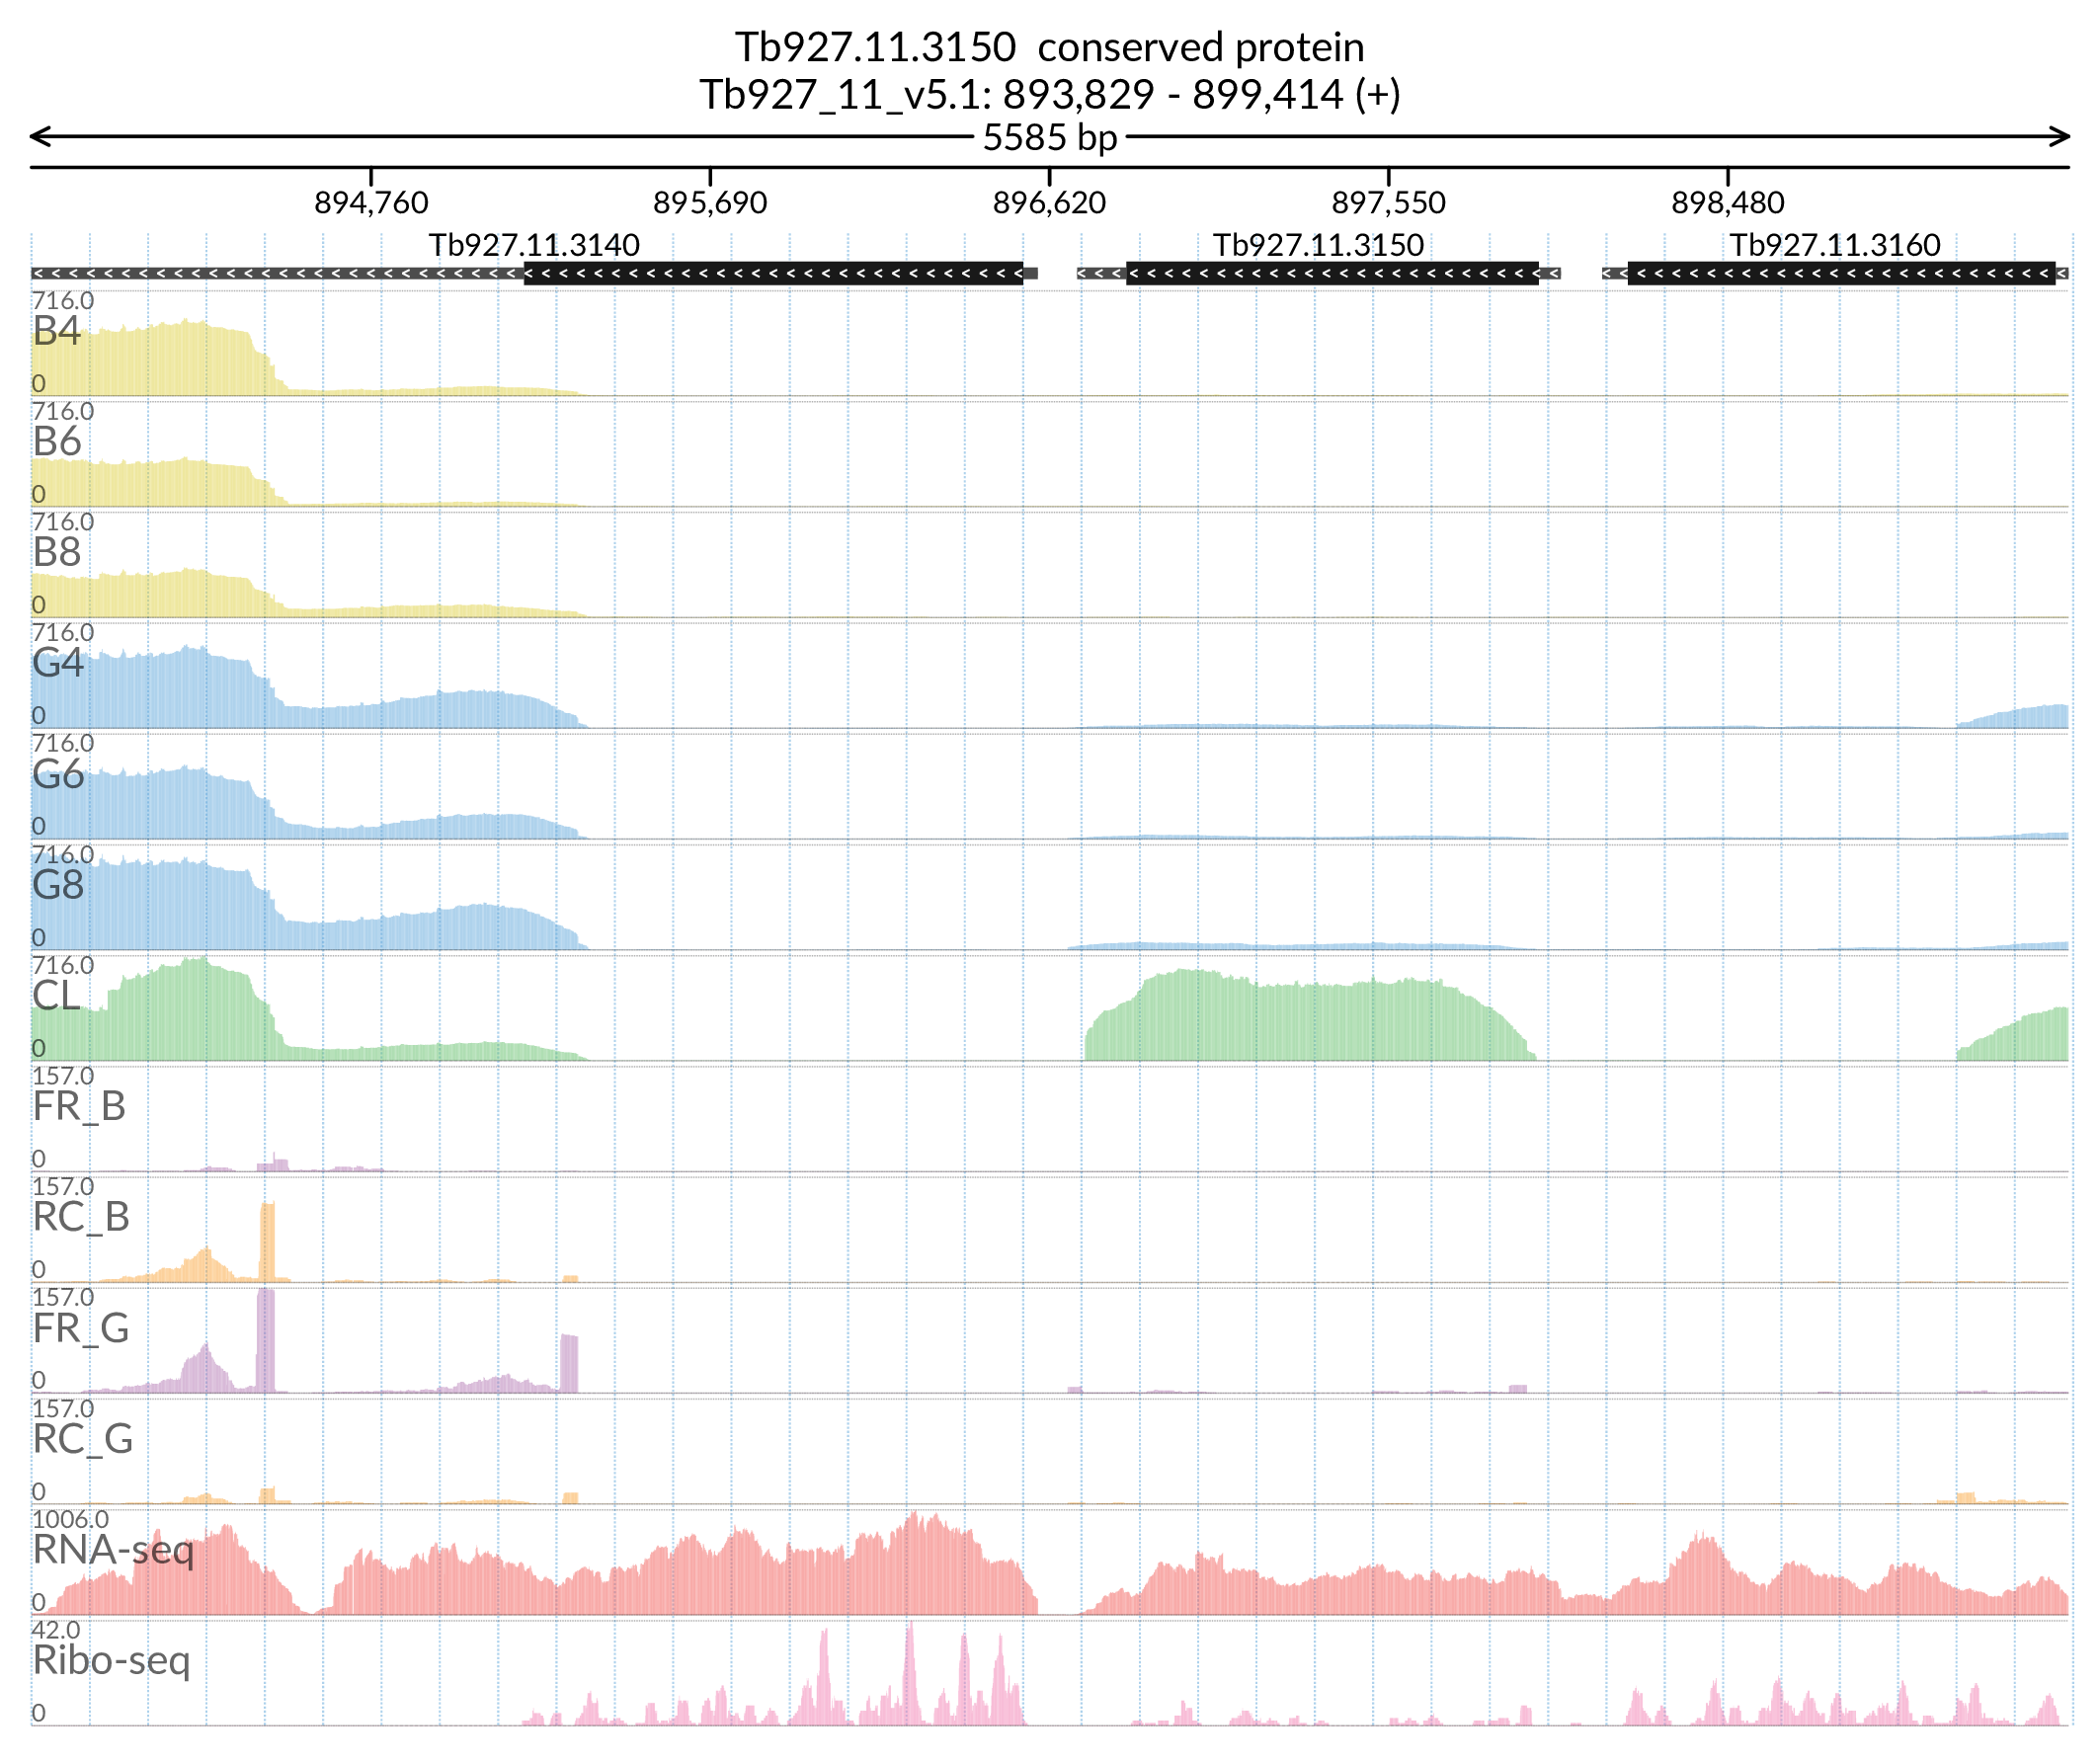 Tb927.11.3150 conserved protein
Tb927_11_v5.1: 893,829 - 899,414 (+)
5585 bp
894,760 895,690 896,620 897,550 898,480
Tb927.11.3140 Tb927.11.3150 Tb927.11.3160
716.0
B4
0
716.0
B6
0
716.0
B8
0
716.0
G4
0
716.0
G6
0
716.0
G8
0
716.0
CL
0
157.0
FR_B
0
157.0
RC_B
0
157.0
FR_G
0
157.0
RC_G
0
1006.0
RNA-seq
0
42.0
Ribo-seq
0